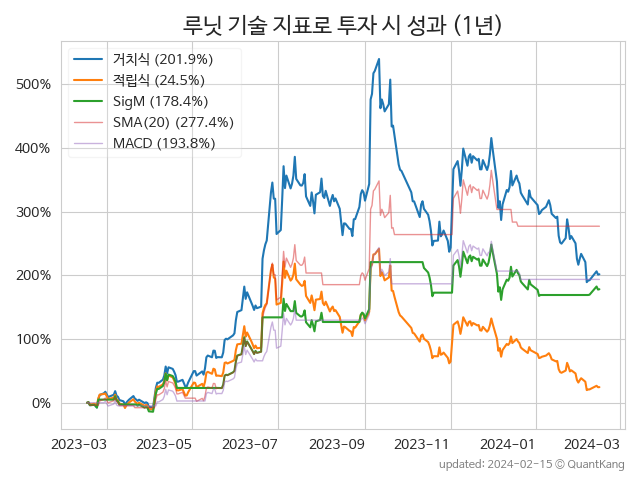 루닛 기술 지표로 투자 시 성과 (1년)
거치식 (201.9%)
적립식 (24.5%)
SigM (178.4%)
SMA(20) (277.4%)
MACD (193.8%)
500%
400%
300%
200%
100%
0%
2023-03 2023-05 2023-07 2023-09 2023-11 2024-01 2024-03
updated: 2024-02-15 ⓒ QuantKang